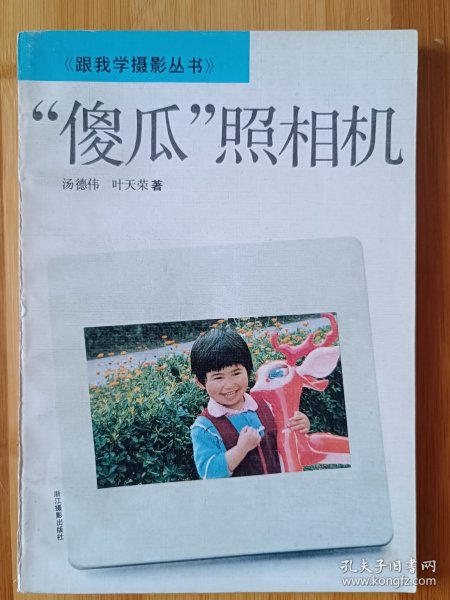 《跟我学摄影丛书》
“傻瓜”照相机
汤德伟 叶天荣 著
浙江摄影出版社
孔夫子旧书网
www.kongfz.com